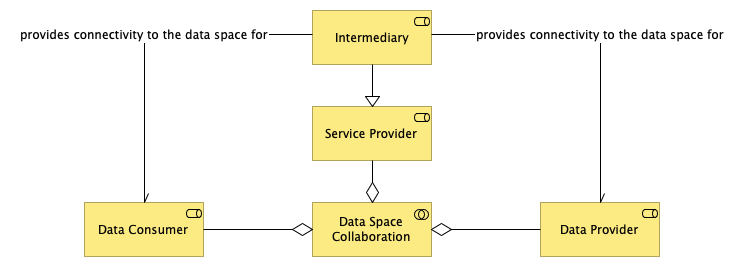 Intermediary
provides connectivity to the data space for
provides connectivity to the data space for
Service Provider
Data Consumer
Data Space
Collaboration
Data Provider